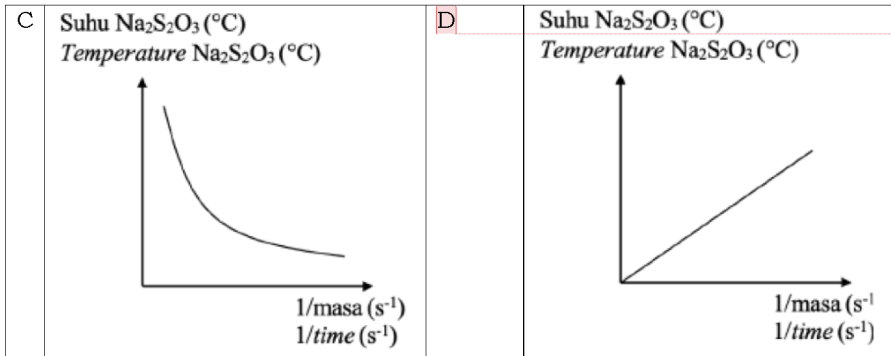 C
Suhu Na₂S₂O₃ (°C)
Temperature Na₂S₂O₃ (°C)
1/masa (s⁻¹)
1/time (s⁻¹)
D
Suhu Na₂S₂O₃ (°C)
Temperature Na₂S₂O₃ (°C)
1/masa (s⁻¹
1/time (s⁻¹)